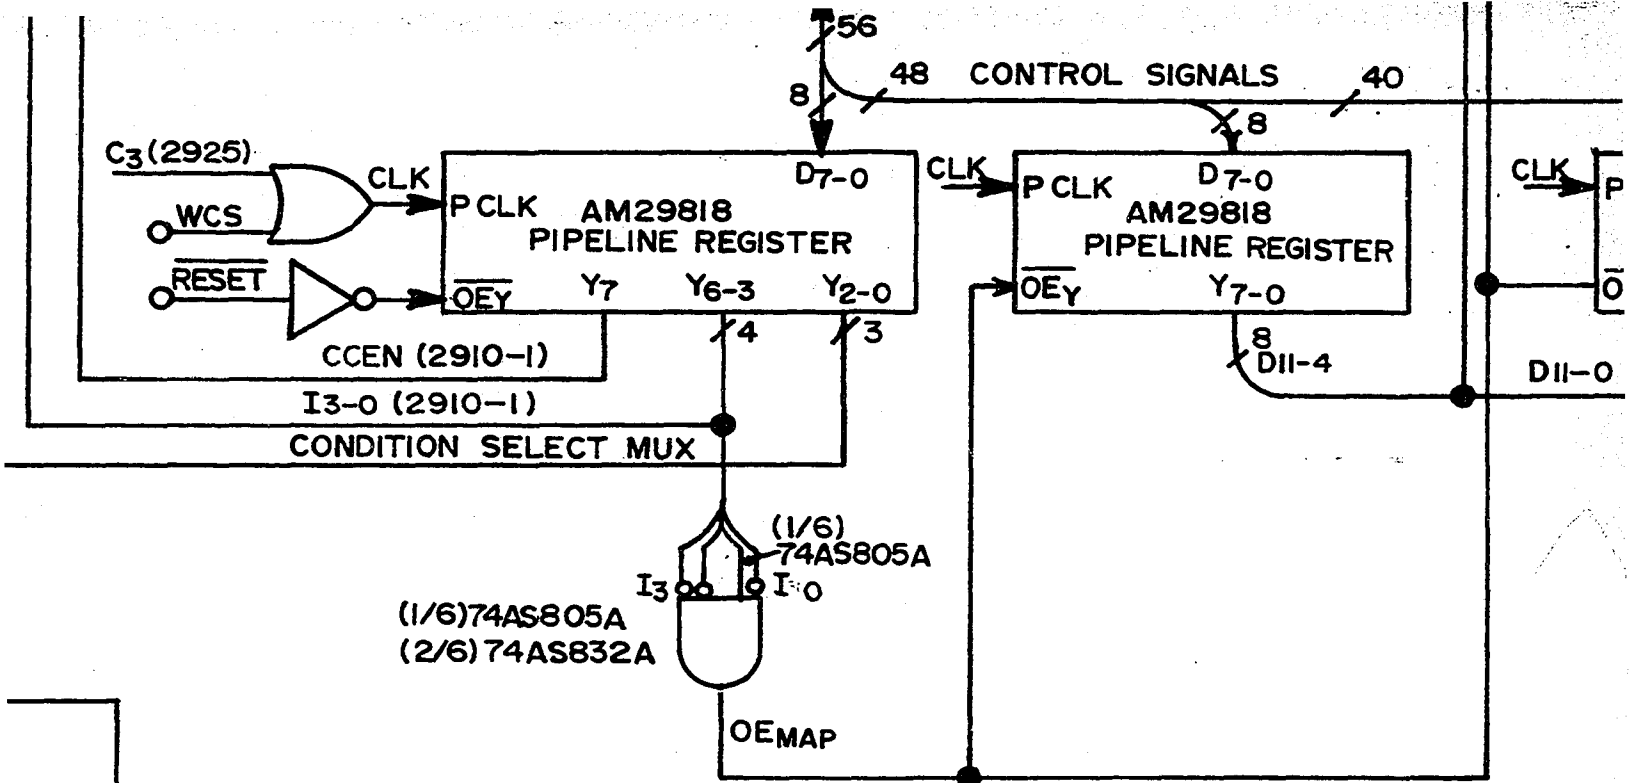 56
48 CONTROL SIGNALS 40
8
8
C3 (2925)
CLK
WCS
RESET
D7-0
P CLK AM29818
PIPELINE REGISTER
OEY Y7 Y6-3 Y2-0
CLK
D7-0
P CLK AM29818
PIPELINE REGISTER
OEY Y7-0
CLK
P
O
4
3
8
D11-4
D11-0
CCEN (2910-1)
I3-0 (2910-1)
CONDITION SELECT MUX
(1/6)
74AS805A
I3
I0
(1/6) 74AS805A
(2/6) 74AS832A
OEMAP